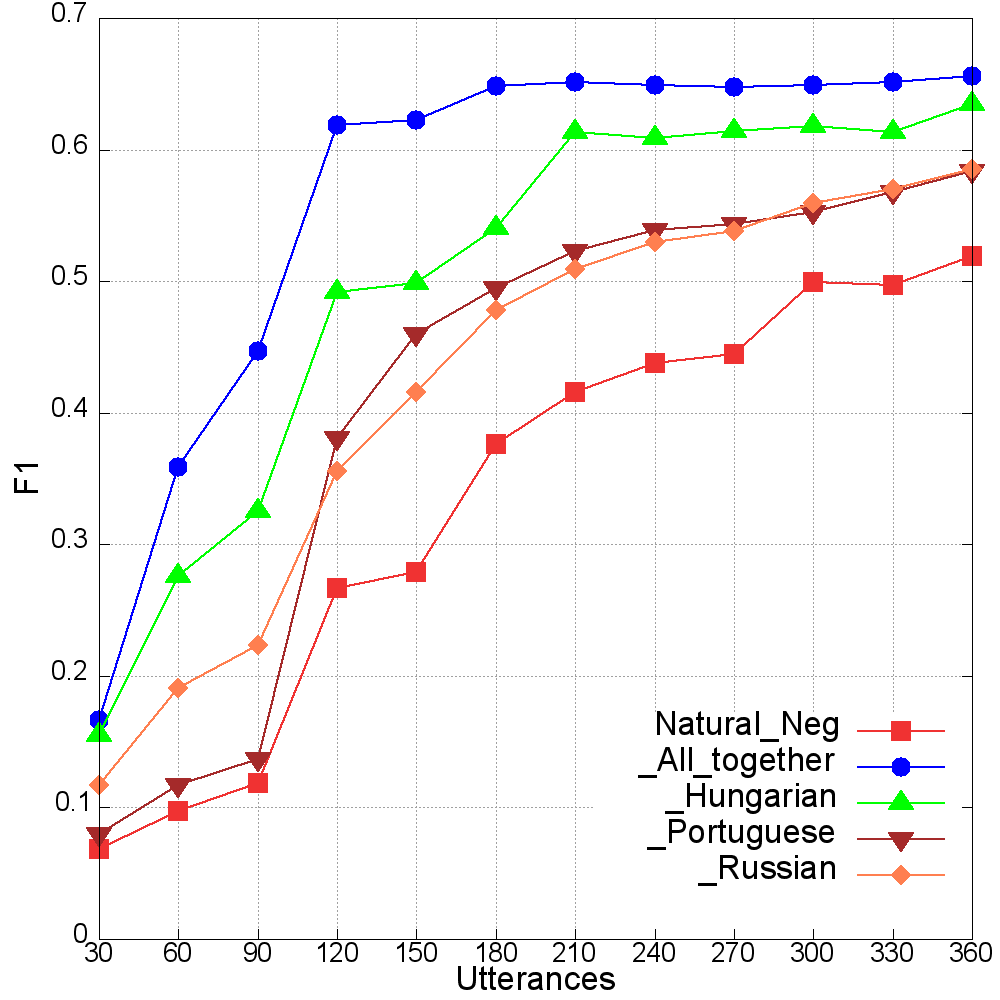 0.7
0.6
0.5
0.4
0.3
0.2
0.1
0
F1
Natural_Neg
_All_together
_Hungarian
_Portuguese
_Russian
30 60 90 120 150 180 210 240 270 300 330 360
Utterances